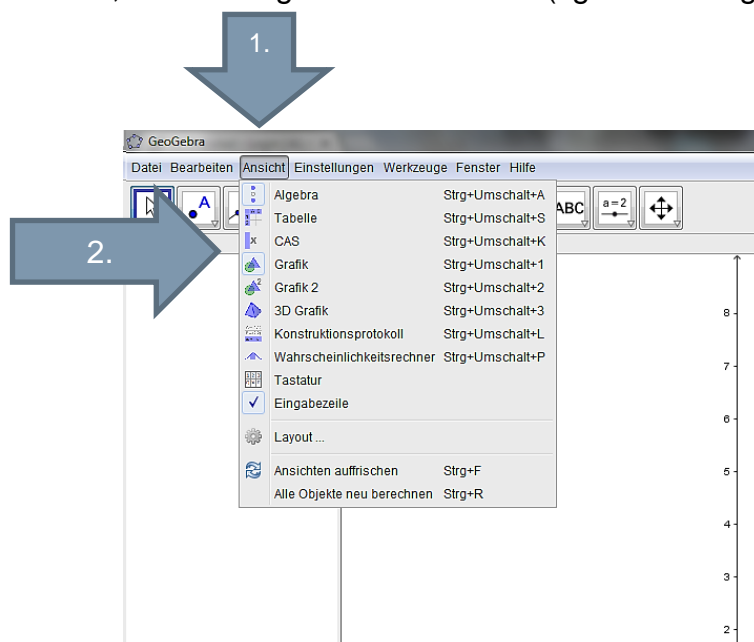 1.
GeoGebra
Datei Bearbeiten Ansicht Einstellungen Werkzeuge Fenster Hilfe
A
ABC
a=2
2.
Algebra Strg+Umschalt+A
Tabelle Strg+Umschalt+S
CAS Strg+Umschalt+K
Grafik Strg+Umschalt+1
Grafik 2 Strg+Umschalt+2
3D Grafik Strg+Umschalt+3
Konstruktionsprotokoll Strg+Umschalt+L
Wahrscheinlichkeitsrechner Strg+Umschalt+P
Tastatur
Eingabezeile
Layout ...
Ansichten auffrischen Strg+F
Alle Objekte neu berechnen Strg+R
8
7
6
5
4
3
2